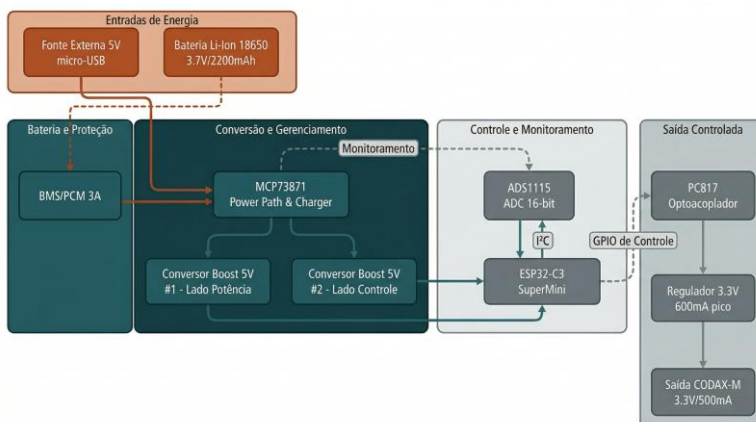 Entradas de Energia
Fonte Externa 5V
micro-USB
Bateria Li-Ion 18650
3.7V/2200mAh
Bateria e Proteção
Conversão e Gerenciamento
Controle e Monitoramento
Saída Controlada
Monitoramento
BMS/PCM 3A
MCP73871
Power Path & Charger
ADS1115
ADC 16-bit
PC817
Optoacoplador
I²C
GPIO de Controle
Conversor Boost 5V
#1 - Lado Potência
Conversor Boost 5V
#2 - Lado Controle
ESP32-C3
SuperMini
Regulador 3.3V
600mA pico
Saída CODAX-M
3.3V/500mA